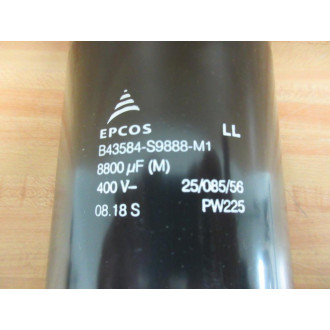 EPCOS LL
B43584-S9888-M1
8800 µF (M)
400 V– 25/085/56
08.18 S PW225